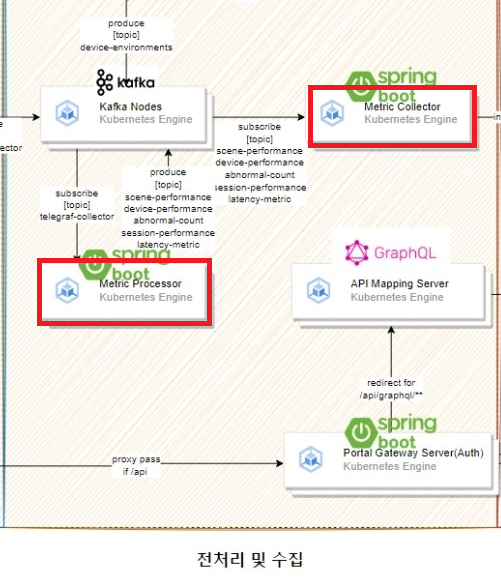 produce
[topic]
device-environments
kafka
Kafka Nodes
Kubernetes Engine
spring
boot
Metric Collector
Kubernetes Engine
in
ector
subscribe
[topic]
scene-performance
device-performance
abnormal-count
session-performance
latency-metric
subscribe
[topic]
telegraf-collector
produce
[topic]
scene-performance
device-performance
abnormal-count
session-performance
latency-metric
spring
boot
Metric Processor
Kubernetes Engine
GraphQL
API Mapping Server
Kubernetes Engine
redirect for
/api/graphql/**
spring
boot
Portal Gateway Server(Auth)
Kubernetes Engine
proxy pass
if /api
전처리 및 수집